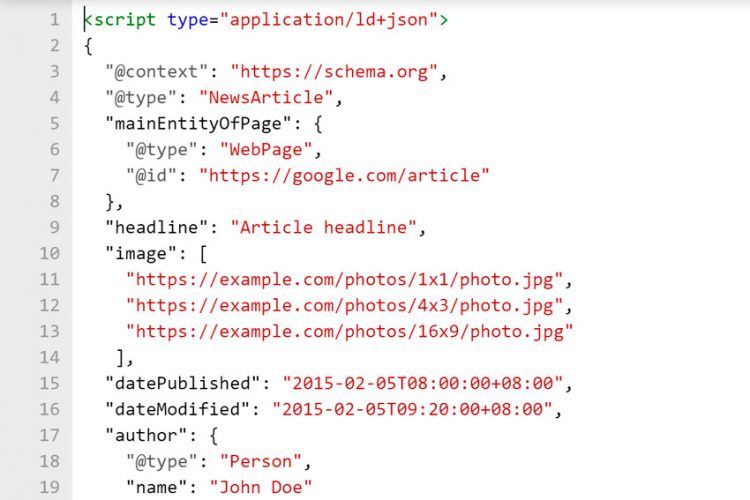 1 <script type="application/ld+json">
2 {
3 "@context": "https://schema.org",
4 "@type": "NewsArticle",
5 "mainEntityOfPage": {
6 "@type": "WebPage",
7 "@id": "https://google.com/article"
8 },
9 "headline": "Article headline",
10 "image": [
11 "https://example.com/photos/1x1/photo.jpg",
12 "https://example.com/photos/4x3/photo.jpg",
13 "https://example.com/photos/16x9/photo.jpg"
14 ],
15 "datePublished": "2015-02-05T08:00:00+08:00",
16 "dateModified": "2015-02-05T09:20:00+08:00",
17 "author": {
18 "@type": "Person",
19 "name": "John Doe"